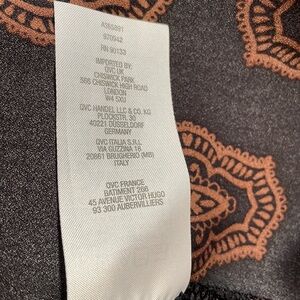 A365391
970942
RN 90133
IMPORTED BY:
QVC UK
CHISWICK PARK
566 CHISWICK HIGH ROAD
LONDON
W4 5XU
QVC HANDEL LLC & CO. KG
PLOCKSTR. 30
40221 DUSSELDORF
GERMANY
QVC ITALIA S.R.L.
VIA GUZZINA 18
20861 BRUGHERIO (MB)
ITALY
QVC FRANCE
BATIMENT 266
45 AVENUE VICTOR HUGO
93 300 AUBERVILLIERS